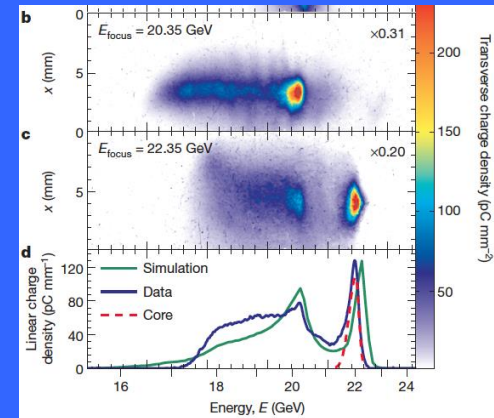 b
0
E focus = 20.35 GeV
×0.31
5
x (mm)
0
c
E focus = 22.35 GeV
×0.20
5
x (mm)
d
Simulation
Data
Core
120
80
40
0
Linear charge
density (pC mm⁻¹)
16 18 20 22 24
Energy, E (GeV)
200
150
100
50
Transverse charge density (pC mm⁻²)